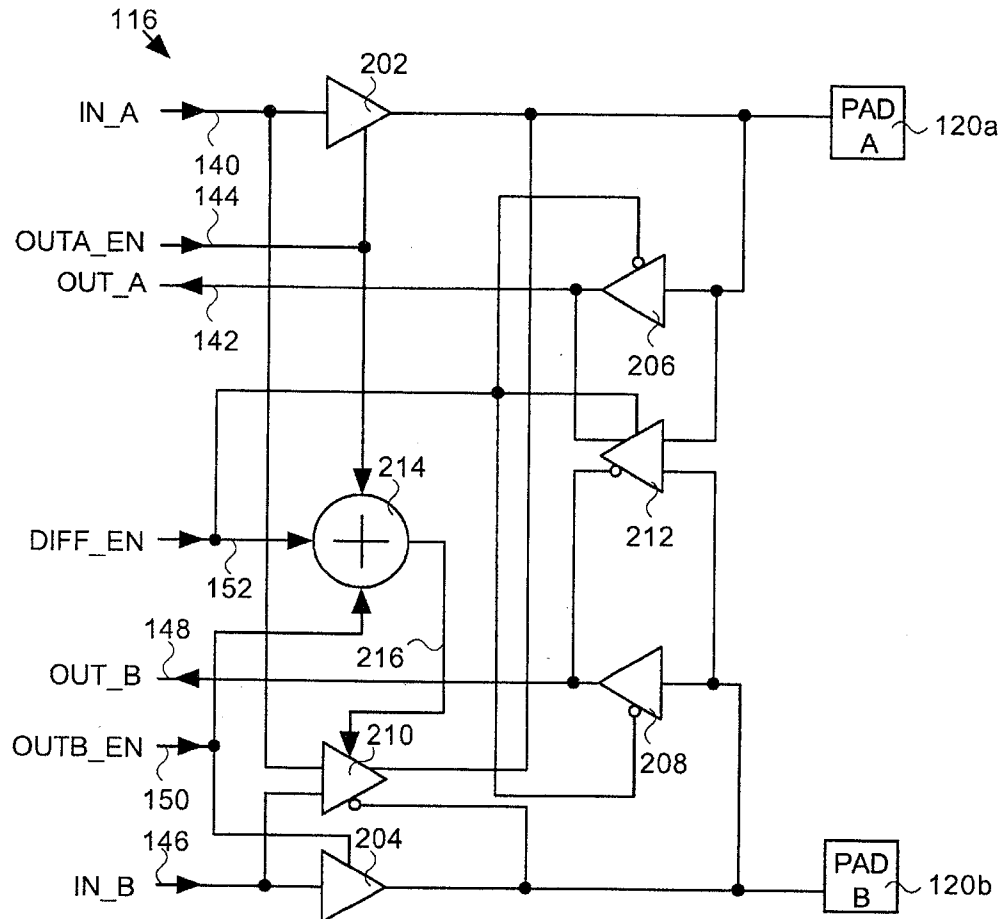 116
202
IN_A
PAD
A
120a
140
144
OUTA_EN
OUT_A
142
206
214
DIFF_EN
152
212
148
216
OUT_B
210
OUTB_EN
208
150
146
204
IN_B
PAD
B
120b